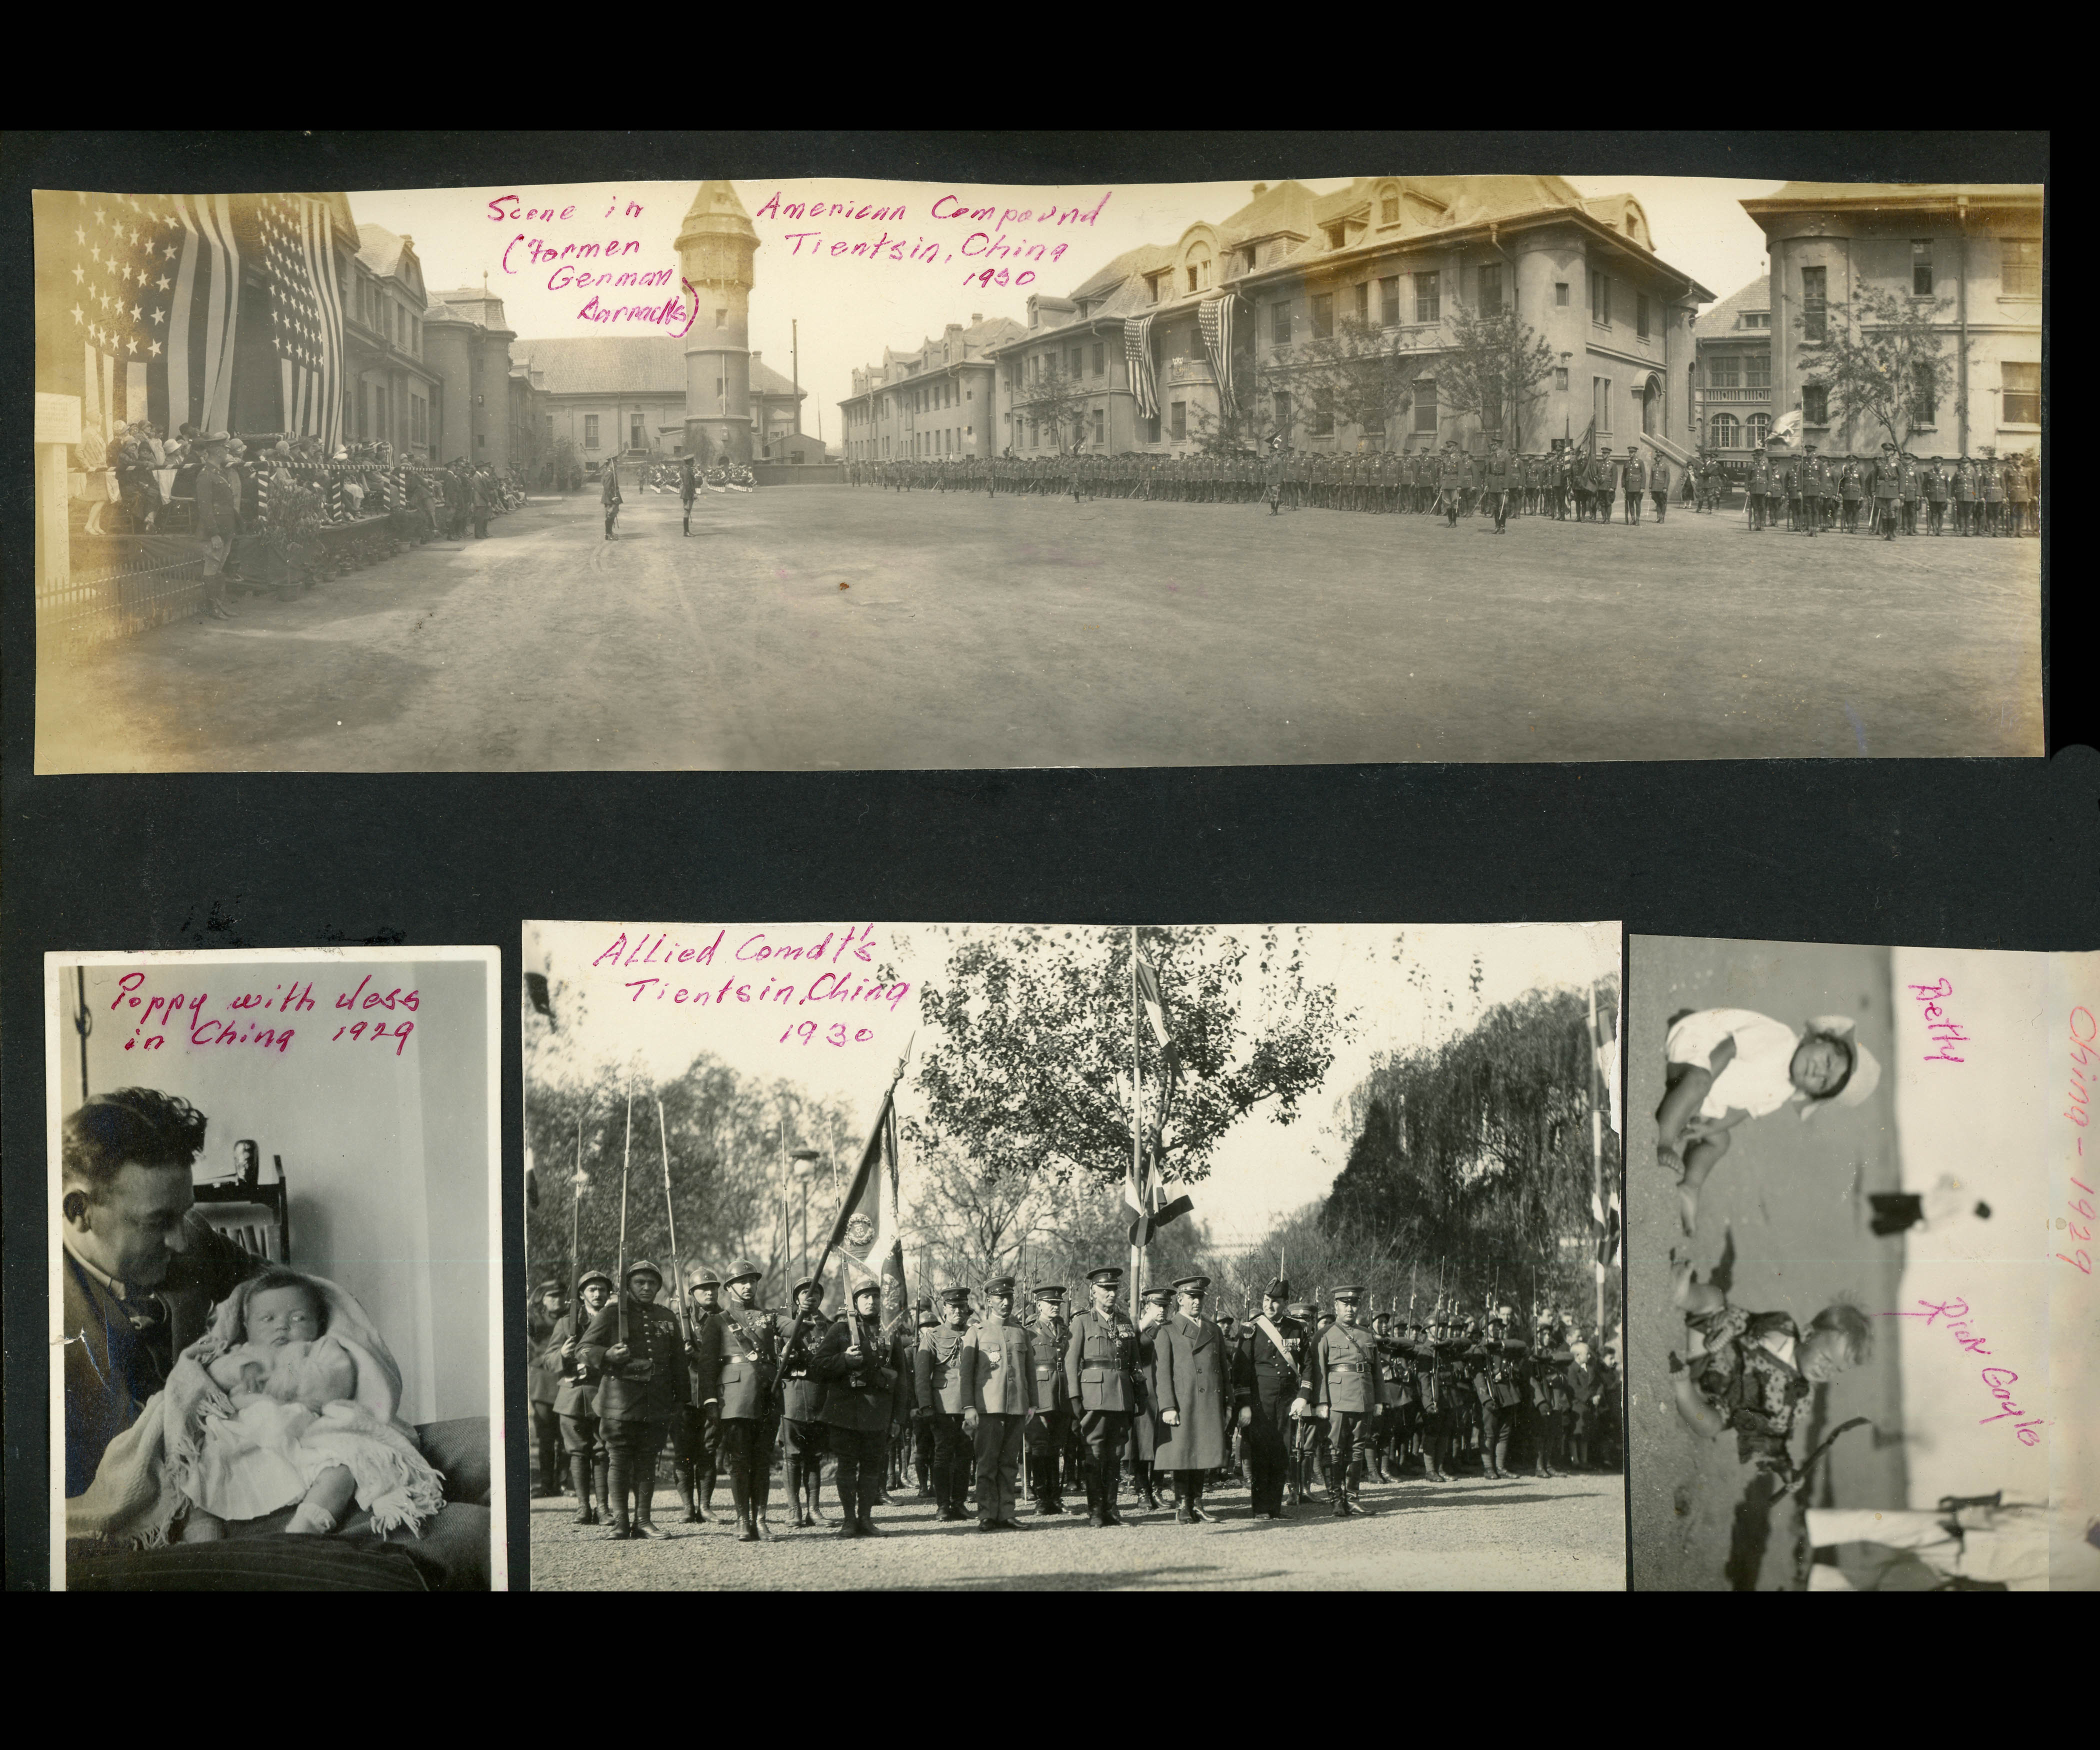 Scene in American Compound
(Former Tientsin, China
German 1930
Barracks)
Poppy with Jess
in China 1929
Allied Comdt's
Tientsin, China
1930
Betty
Dick Gayle
China - 1929